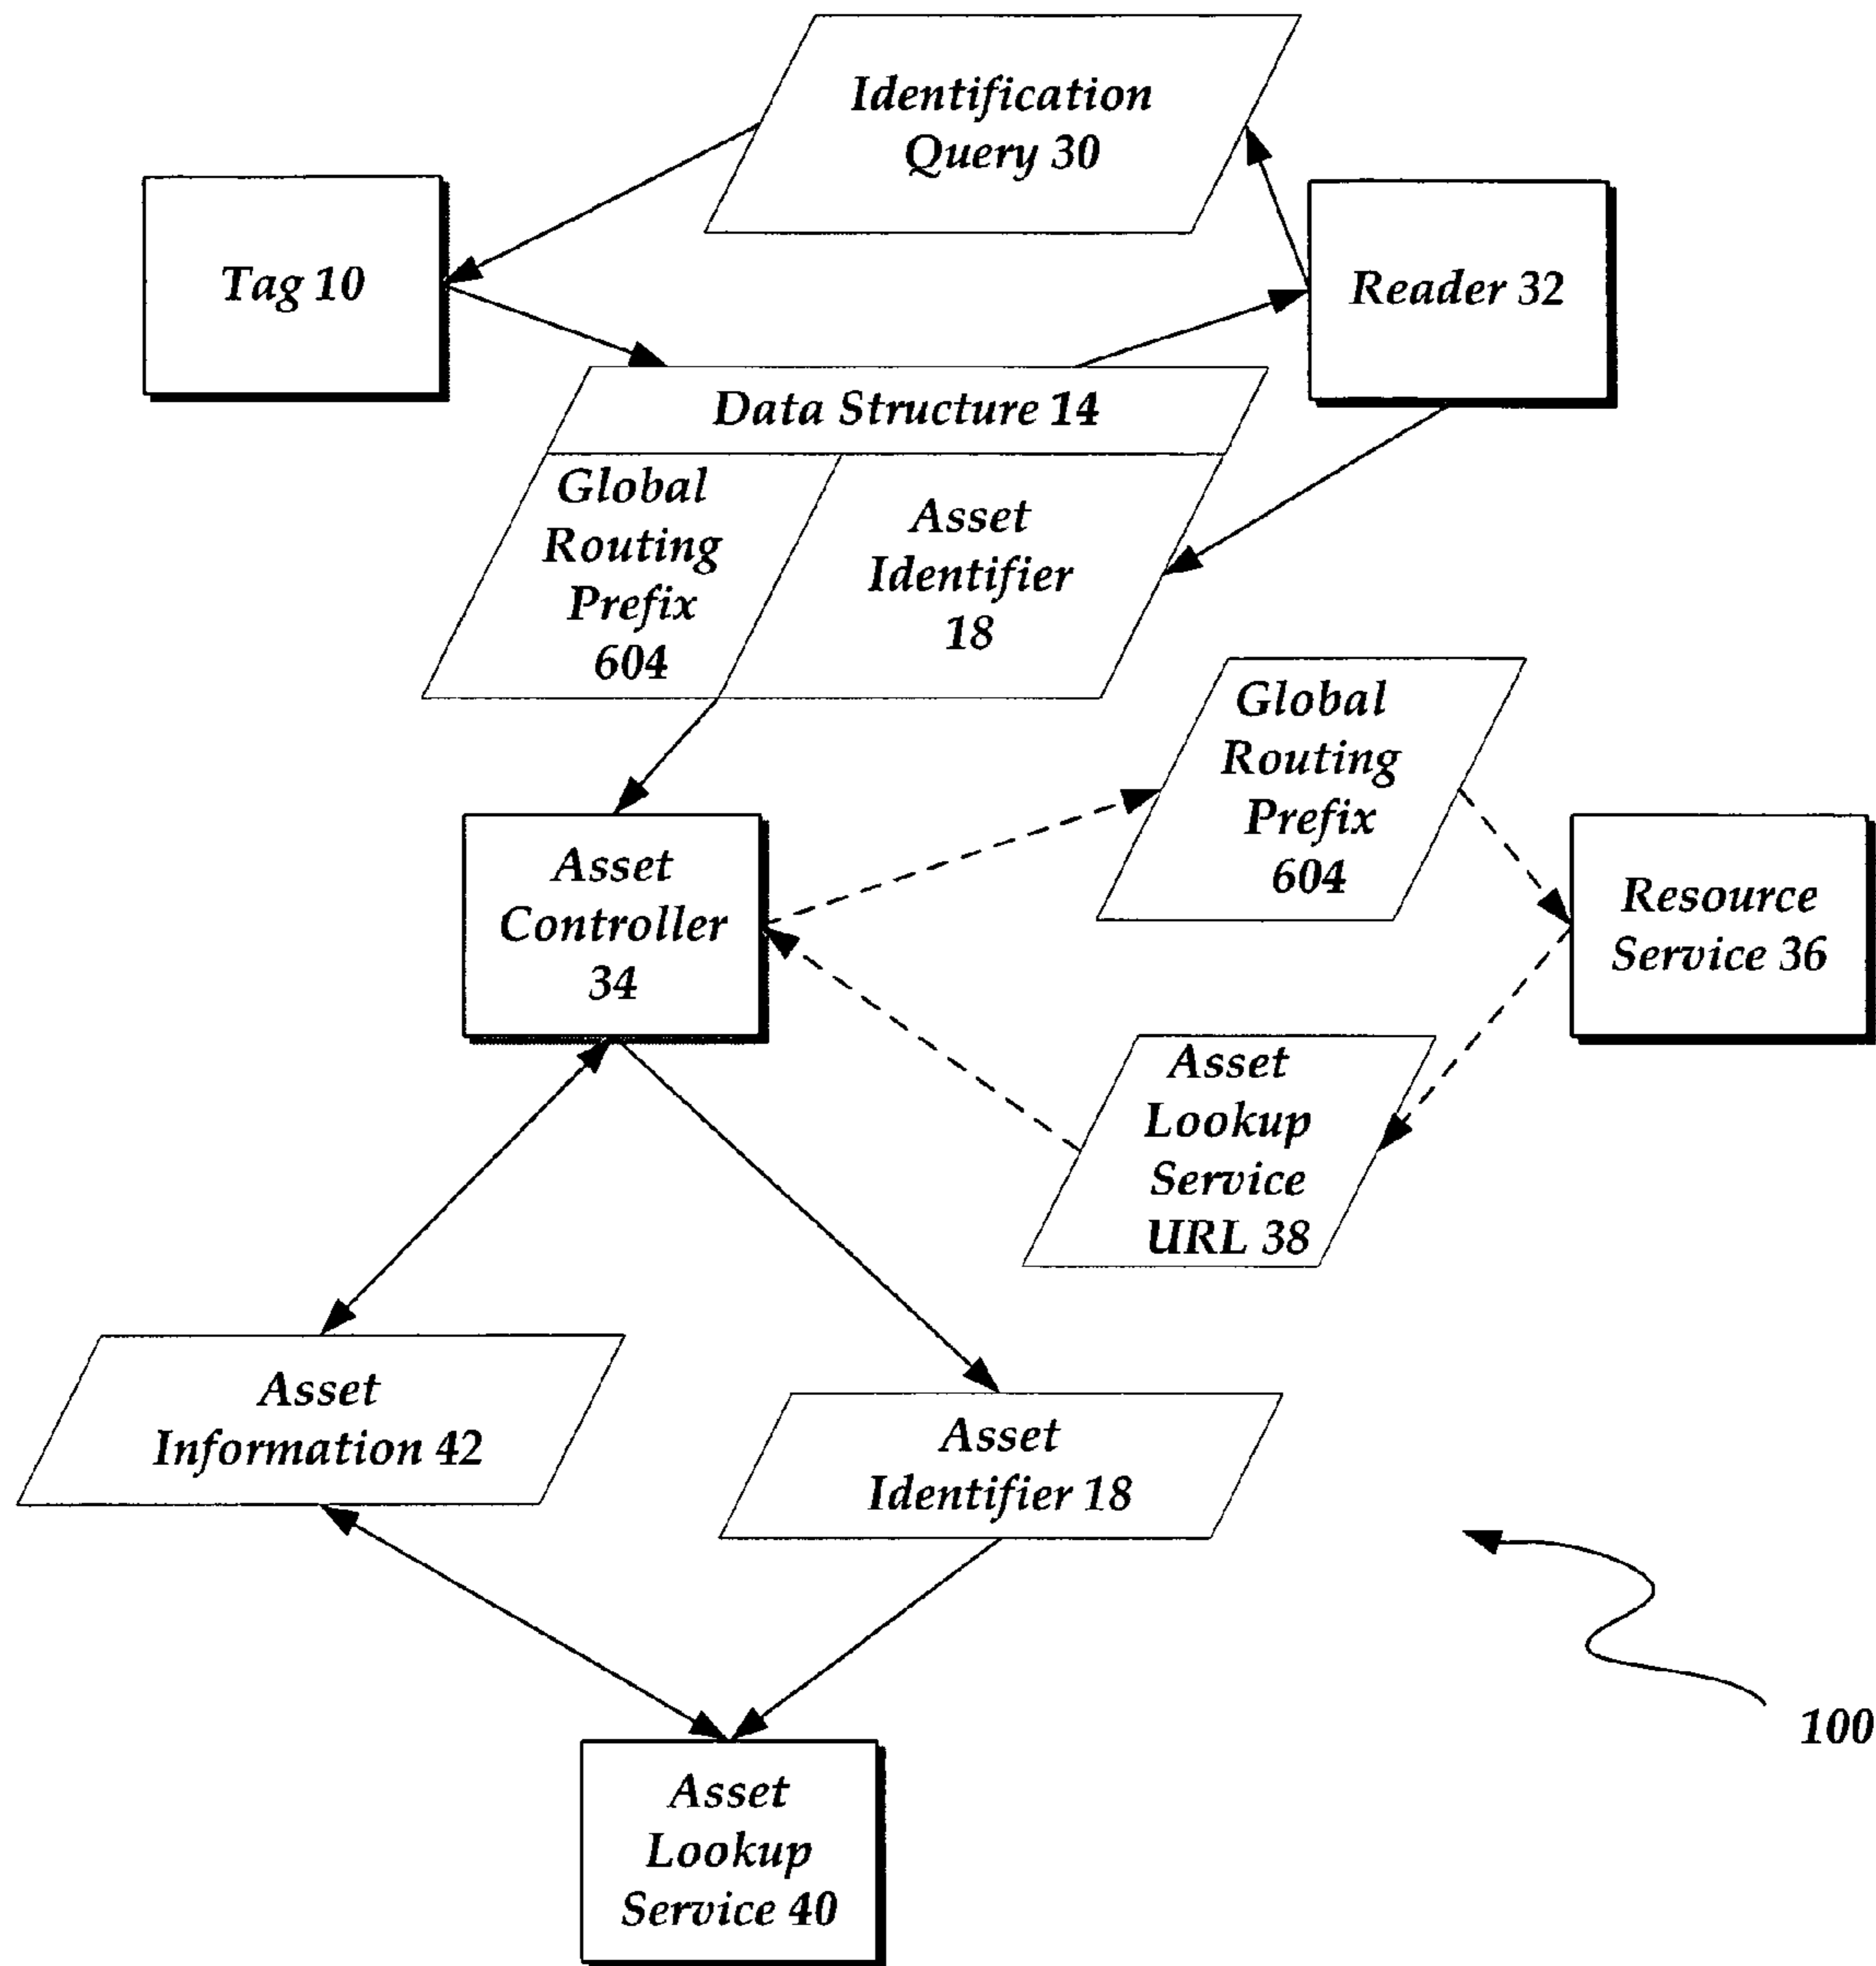 Identification
Query 30
Tag 10
Reader 32
Data Structure 14
Global
Routing
Prefix
604
Asset
Identifier
18
Global
Routing
Prefix
604
Asset
Controller
34
Resource
Service 36
Asset
Lookup
Service
URL 38
Asset
Information 42
Asset
Identifier 18
100
Asset
Lookup
Service 40